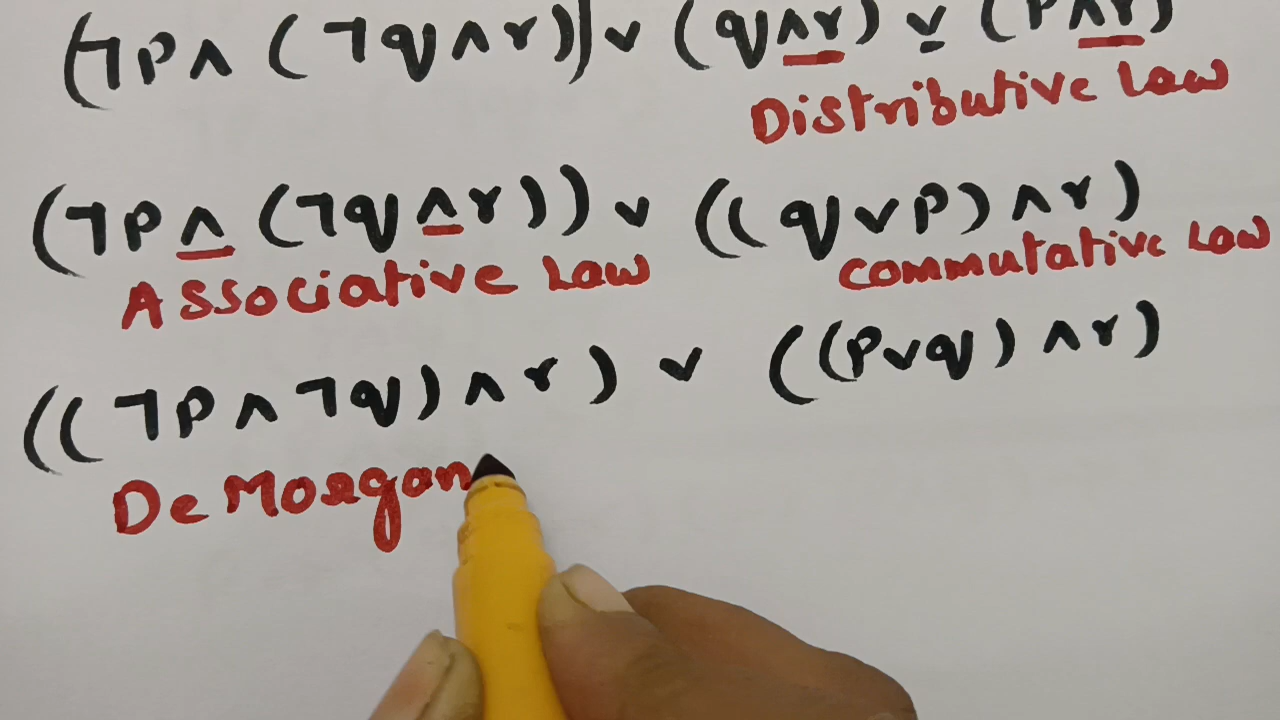 (¬p∧(¬q∧r))∨(q∧r)∨(p∧r)
Distributive Law
(¬p∧(¬q∧r))∨((q∨p)∧r)
Associative Law
Commutative Law
((¬p∧¬q)∧r)∨((p∨q)∧r)
De Morgan